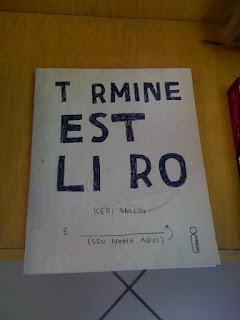 T RMINE
EST
LI RO
KERI SMITH
E
(SEU NOME AQUI)